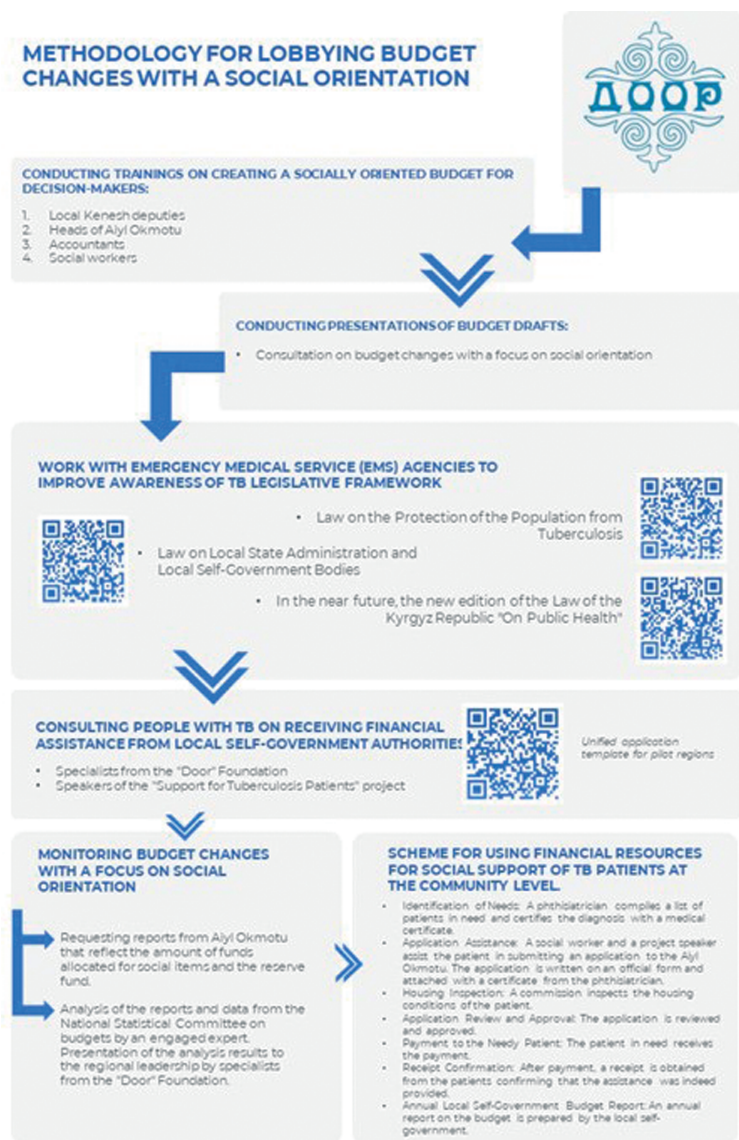 METHODOLOGY FOR LOBBYING BUDGET
CHANGES WITH A SOCIAL ORIENTATION
ДООР
CONDUCTING TRAININGS ON CREATING A SOCIALLY ORIENTED BUDGET FOR
DECISION-MAKERS:
1. Local Kenesh deputies
2. Heads of Aiyl Okmotu
3. Accountants
4. Social workers
CONDUCTING PRESENTATIONS OF BUDGET DRAFTS:
• Consultation on budget changes with a focus on social orientation
WORK WITH EMERGENCY MEDICAL SERVICE (EMS) AGENCIES TO
IMPROVE AWARENESS OF TB LEGISLATIVE FRAMEWORK
• Law on the Protection of the Population from
Tuberculosis
• Law on Local State Administration and
Local Self-Government Bodies
• In the near future, the new edition of the Law of the
Kyrgyz Republic "On Public Health"
CONSULTING PEOPLE WITH TB ON RECEIVING FINANCIAL
ASSISTANCE FROM LOCAL SELF-GOVERNMENT AUTHORITIES
• Specialists from the "Door" Foundation
• Speakers of the "Support for Tuberculosis Patients" project
Unified application
template for pilot regions
MONITORING BUDGET CHANGES
WITH A FOCUS ON SOCIAL
ORIENTATION
Requesting reports from Aiyl Okmotu
that reflect the amount of funds
allocated for social items and the reserve
fund.
Analysis of the reports and data from the
National Statistical Committee on
budgets by an engaged expert.
Presentation of the analysis results to
the regional leadership by specialists
from the "Door" Foundation.
SCHEME FOR USING FINANCIAL RESOURCES
FOR SOCIAL SUPPORT OF TB PATIENTS AT
THE COMMUNITY LEVEL.
• Identification of Needs: A phthisiatrician compiles a list of
patients in need and certifies the diagnosis with a medical
certificate.
• Application Assistance: A social worker and a project speaker
assist the patient in submitting an application to the Aiyl
Okmotu. The application is written on an official form and
attached with a certificate from the phthisiatrician.
• Housing Inspection: A commission inspects the housing
conditions of the patient.
• Application Review and Approval: The application is reviewed
and approved.
• Payment to the Needy Patient: The patient in need receives
the payment.
• Receipt Confirmation: After payment, a receipt is obtained
from the patients confirming that the assistance was indeed
provided.
• Annual Local Self-Government Budget Report: An annual
report on the budget is prepared by the local self-
government.